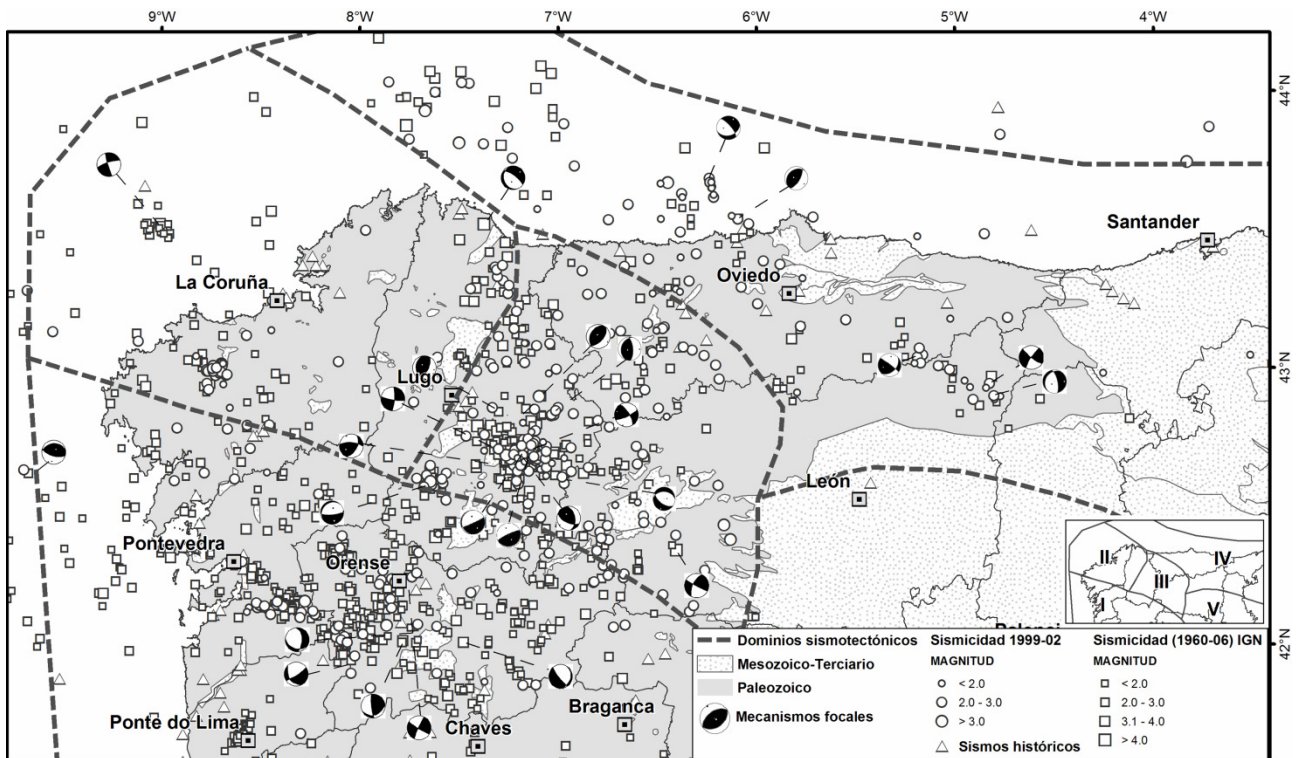 9°W 8°W 7°W 6°W 5°W 4°W
44°N
Santander
Oviedo
La Coruña
43°N
Lugo
León
Pontevedra
Orense
II
IV
III
I
V
42°N
Dominios sismotectónicos
Mesozoico-Terciario
Paleozoico
Mecanismos focales
Sismicidad 1999-02
MAGNITUD
< 2.0
2.0 - 3.0
> 3.0
Sismos históricos
Sismicidad (1960-06) IGN
MAGNITUD
< 2.0
2.0 - 3.0
3.1 - 4.0
> 4.0
Braganca
Ponte do Lima
Chaves